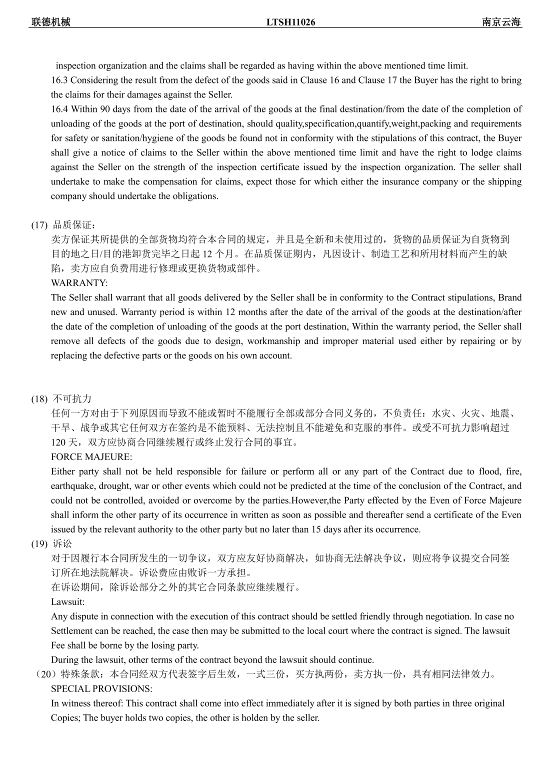 联德机械 LTSH11026 南京云海
inspection organization and the claims shall be regarded as having within the above mentioned time limit.
16.3 Considering the result from the defect of the goods said in Clause 16 and Clause 17 the Buyer has the right to bring
the claims for their damages against the Seller.
16.4 Within 90 days from the date of the arrival of the goods at the final destination/from the date of the completion of
unloading of the goods at the port of destination, should quality,specification,quantify,weight,packing and requirements
for safety or sanitation/hygiene of the goods be found not in conformity with the stipulations of this contract, the Buyer
shall give a notice of claims to the Seller within the above mentioned time limit and have the right to lodge claims
against the Seller on the strength of the inspection certificate issued by the inspection organization. The seller shall
undertake to make the compensation for claims, expect those for which either the insurance company or the shipping
company should undertake the obligations.
(17) 品质保证：
卖方保证其所提供的全部货物均符合本合同的规定，并且是全新和未使用过的，货物的品质保证为自货物到
目的地之日/目的港卸货完毕之日起 12 个月。在品质保证期内，凡因设计、制造工艺和所用材料而产生的缺
陷，卖方应自负费用进行修理或更换货物或部件。
WARRANTY:
The Seller shall warrant that all goods delivered by the Seller shall be in conformity to the Contract stipulations, Brand
new and unused. Warranty period is within 12 months after the date of the arrival of the goods at the destination/after
the date of the completion of unloading of the goods at the port destination, Within the warranty period, the Seller shall
remove all defects of the goods due to design, workmanship and improper material used either by repairing or by
replacing the defective parts or the goods on his own account.
(18) 不可抗力
任何一方对由于下列原因而导致不能或暂时不能履行全部或部分合同义务的，不负责任：水灾、火灾、地震、
干旱、战争或其它任何双方在签约是不能预料、无法控制且不能避免和克服的事件。或受不可抗力影响超过
120 天，双方应协商合同继续履行或终止发行合同的事宜。
FORCE MAJEURE:
Either party shall not be held responsible for failure or perform all or any part of the Contract due to flood, fire,
earthquake, drought, war or other events which could not be predicted at the time of the conclusion of the Contract, and
could not be controlled, avoided or overcome by the parties.However,the Party effected by the Even of Force Majeure
shall inform the other party of its occurrence in written as soon as possible and thereafter send a certificate of the Even
issued by the relevant authority to the other party but no later than 15 days after its occurrence.
(19) 诉讼
对于因履行本合同所发生的一切争议，双方应友好协商解决，如协商无法解决争议，则应将争议提交合同签
订所在地法院解决。诉讼费应由败诉一方承担。
在诉讼期间，除诉讼部分之外的其它合同条款应继续履行。
Lawsuit:
Any dispute in connection with the execution of this contract should be settled friendly through negotiation. In case no
Settlement can be reached, the case then may be submitted to the local court where the contract is signed. The lawsuit
Fee shall be borne by the losing party.
During the lawsuit, other terms of the contract beyond the lawsuit should continue.
（20）特殊条款：本合同经双方代表签字后生效，一式三份，买方执两份，卖方执一份，具有相同法律效力。
SPECIAL PROVISIONS:
In witness thereof: This contract shall come into effect immediately after it is signed by both parties in three original
Copies; The buyer holds two copies, the other is holden by the seller.